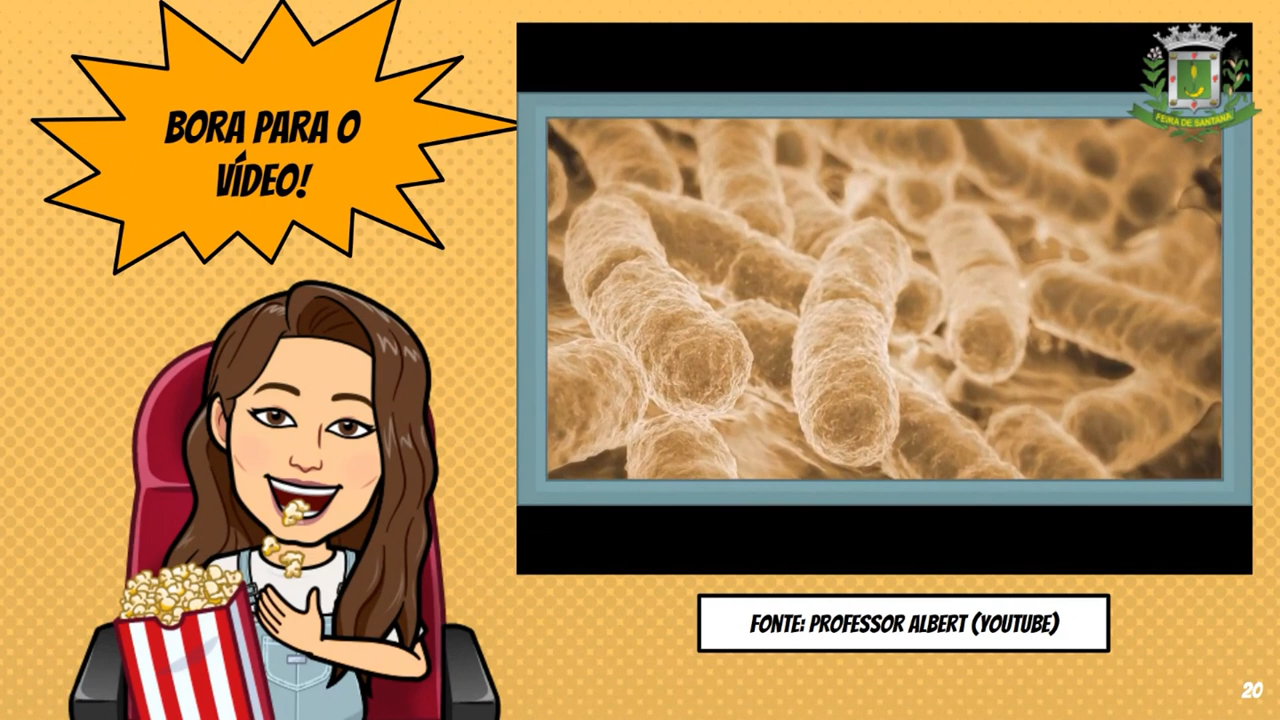 BORA PARA O
VÍDEO!
FEIRA DE SANTANA
FONTE: PROFESSOR ALBERT (YOUTUBE)
20